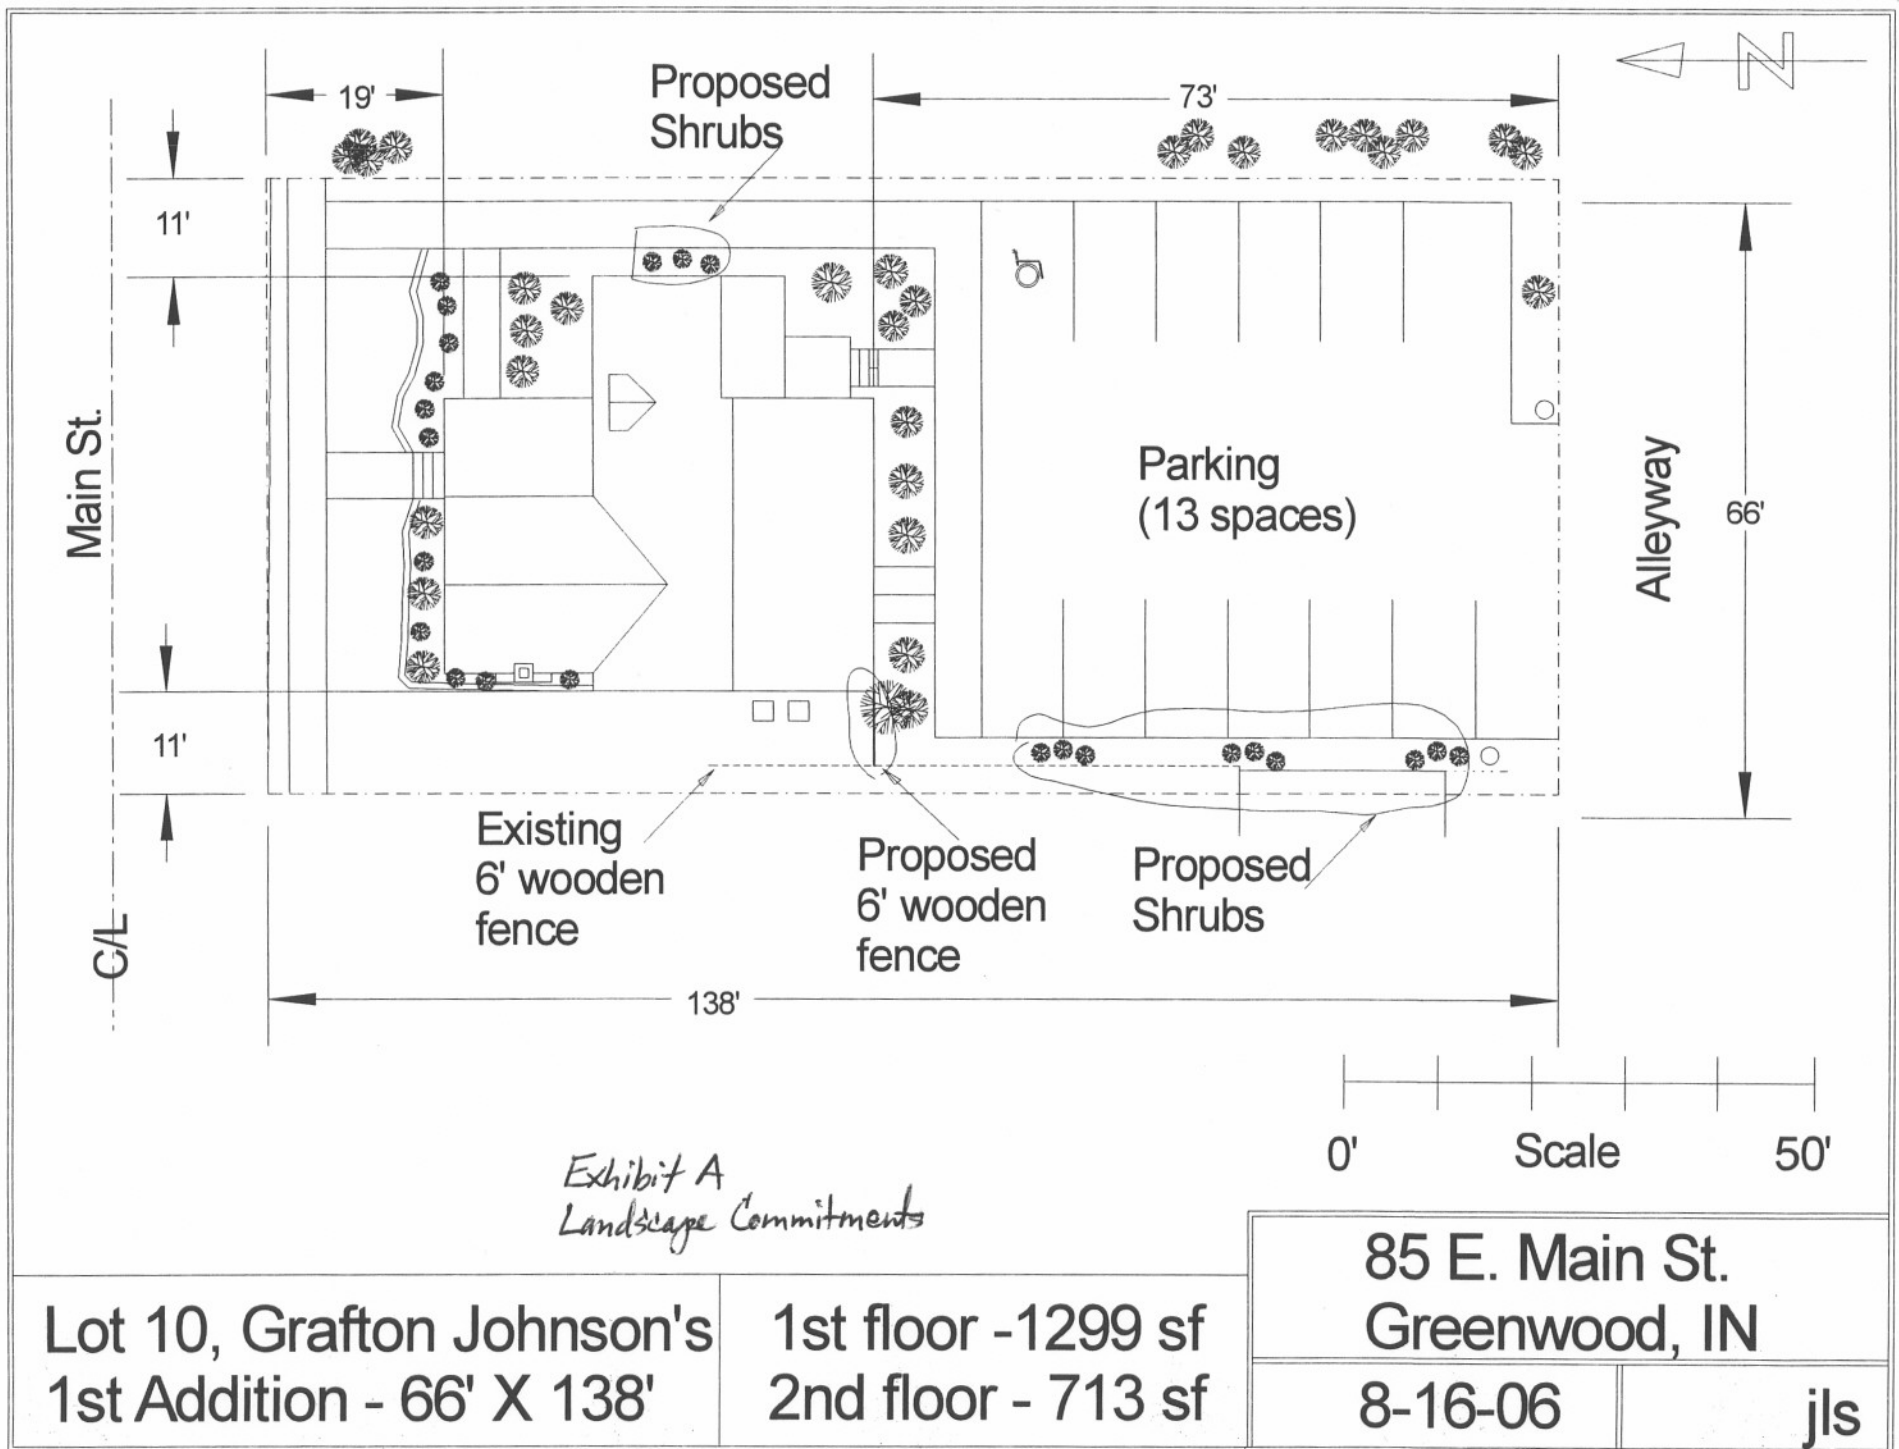 19'
Proposed
Shrubs
73'
N
11'
Main St.
Parking
(13 spaces)
Alleyway
66'
11'
Existing
6' wooden
fence
Proposed
6' wooden
fence
Proposed
Shrubs
C/L
138'
0' Scale 50'
Exhibit A
Landscape Commitments
Lot 10, Grafton Johnson's
1st Addition - 66' X 138'
1st floor -1299 sf
2nd floor - 713 sf
85 E. Main St.
Greenwood, IN
8-16-06
jls